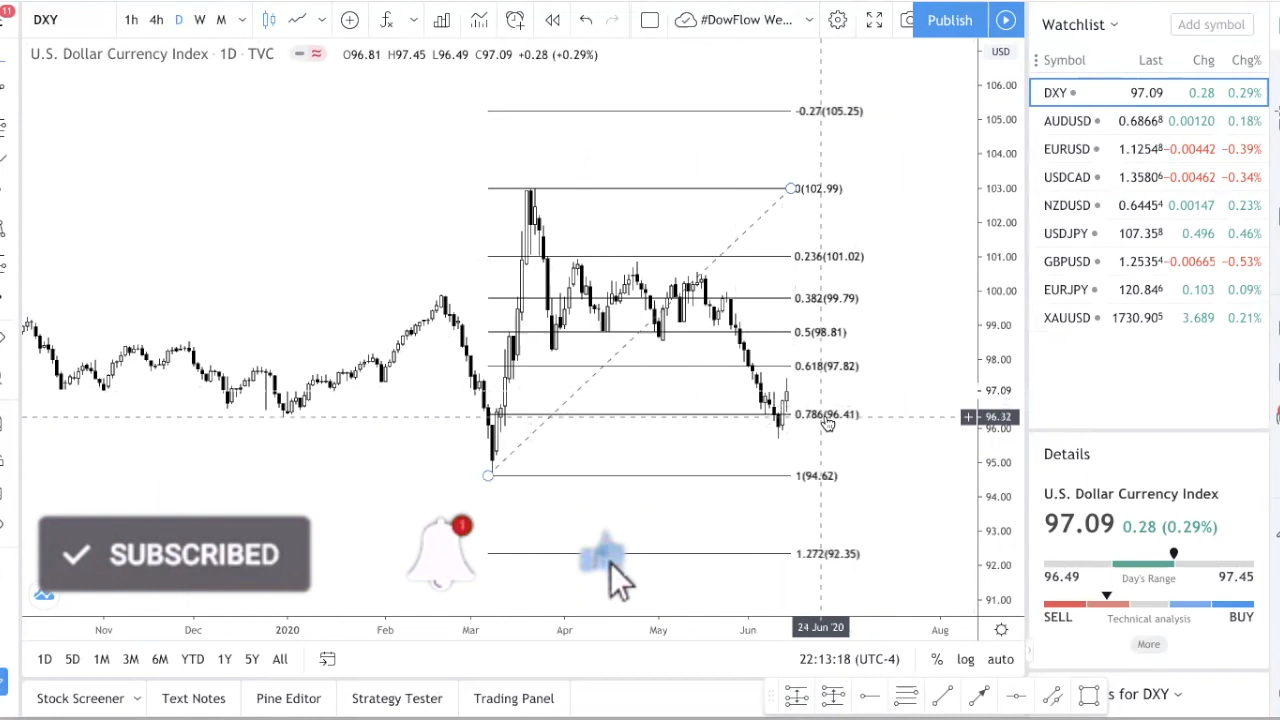 11
1h 4h D W M
#DowFlow We...
Publish
U.S. Dollar Currency Index · 1D · TVC
O96.81 H97.45 L96.49 C97.09 +0.28 (+0.29%)
USD
106.00
105.00
104.00
103.00
102.00
101.00
100.00
99.00
98.00
97.09
96.32
96.00
95.00
94.00
93.00
92.00
91.00
-0.27(105.25)
0(102.99)
0.236(101.02)
0.382(99.79)
0.5(98.81)
0.618(97.82)
0.786(96.41)
1(94.62)
1.272(92.35)
SUBSCRIBED
1
Nov Dec 2020 Feb Mar Apr May Jun 24 Jun '20 Aug
1D 5D 1M 3M 6M YTD 1Y 5Y All
22:13:18 (UTC-4) % log auto
Stock Screener Text Notes Pine Editor Strategy Tester Trading Panel
DXY
Watchlist Add symbol
Symbol Last Chg Chg%
DXY 97.09 0.28 0.29%
AUDUSD 0.6866⁸ 0.00120 0.18%
EURUSD 1.1254⁸ −0.00442 −0.39%
USDCAD 1.3580⁶ −0.00462 −0.34%
NZDUSD 0.6445⁴ 0.00147 0.23%
USDJPY 107.35⁸ 0.496 0.46%
GBPUSD 1.2535⁴ −0.00665 −0.53%
EURJPY 120.84⁶ 0.103 0.09%
XAUUSD 1730.90⁵ 3.689 0.21%
Details
U.S. Dollar Currency Index
97.09 0.28 (0.29%)
96.49 Day's Range 97.45
SELL Technical analysis BUY
More
s for DXY